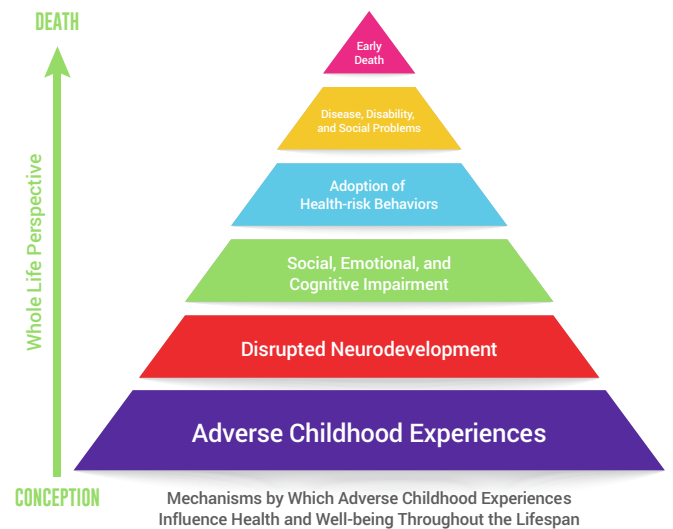 DEATH
Early
Death
Disease, Disability,
and Social Problems
Adoption of
Health-risk Behaviors
Whole Life Perspective
Social, Emotional, and
Cognitive Impairment
Disrupted Neurodevelopment
Adverse Childhood Experiences
CONCEPTION
Mechanisms by Which Adverse Childhood Experiences
Influence Health and Well-being Throughout the Lifespan